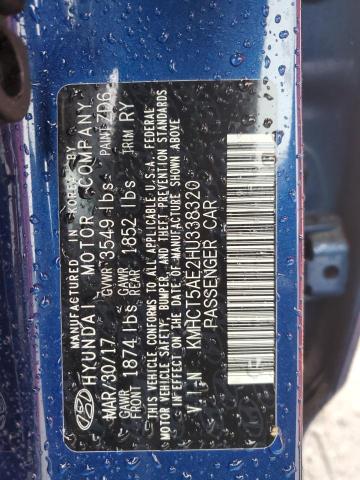 MANUFACTURED IN KOREA BY
HYUNDAI MOTOR COMPANY
MAR/30/17 GVWR 3549 lbs PAINT ZD6
GAWR FRONT 1874 lbs GAWR REAR 1852 lbs TRIM RY
THIS VEHICLE CONFORMS TO ALL APPLICABLE U.S.A. FEDERAL
MOTOR VEHICLE SAFETY, BUMPER, AND THEFT PREVENTION STANDARDS
IN EFFECT ON THE DATE OF MANUFACTURE SHOWN ABOVE
V.I.N KMHCT5AE2HU338320
PASSENGER CAR